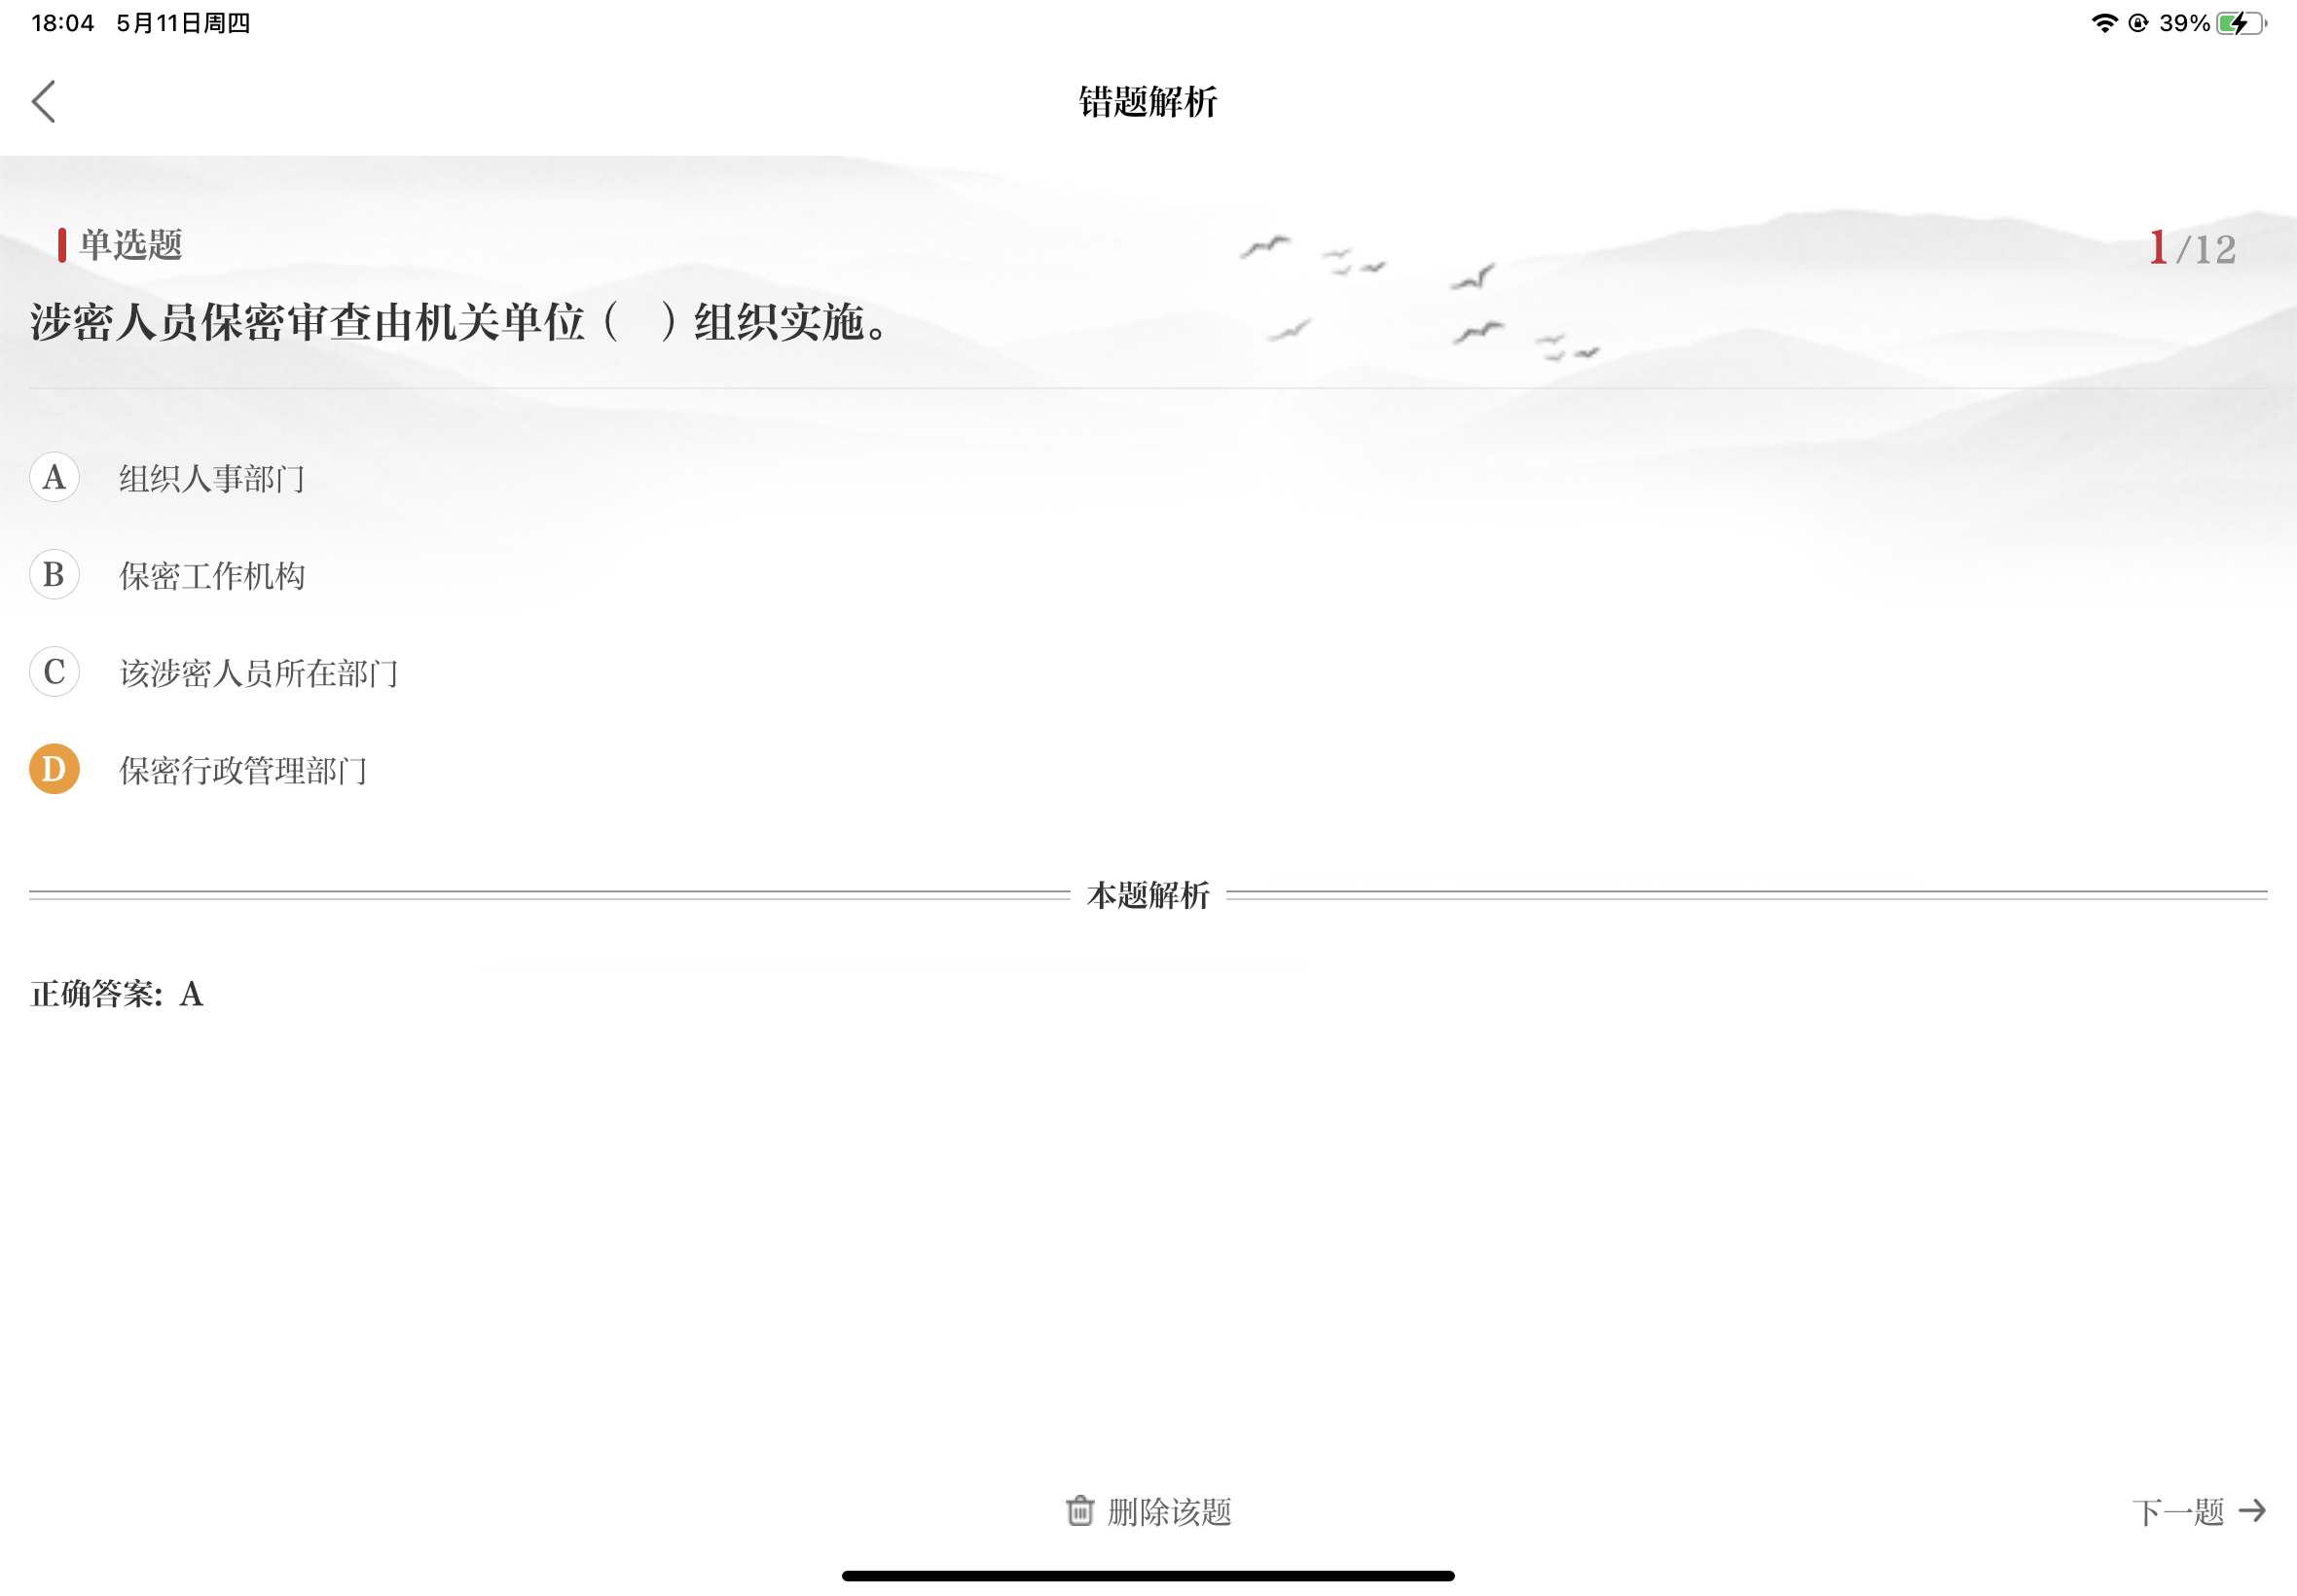 18:04 5月11日周四 39%
错题解析
单选题 1/12
涉密人员保密审查由机关单位（ ）组织实施。
A 组织人事部门
B 保密工作机构
C 该涉密人员所在部门
D 保密行政管理部门
本题解析
正确答案: A
删除该题 下一题